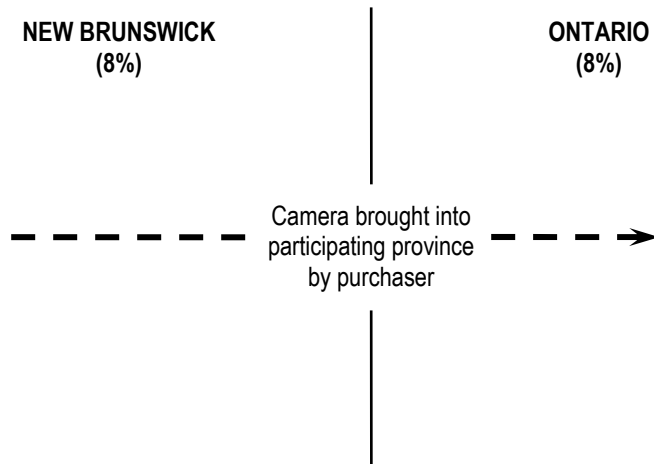 NEW BRUNSWICK
(8%)
ONTARIO
(8%)
Camera brought into
participating province
by purchaser